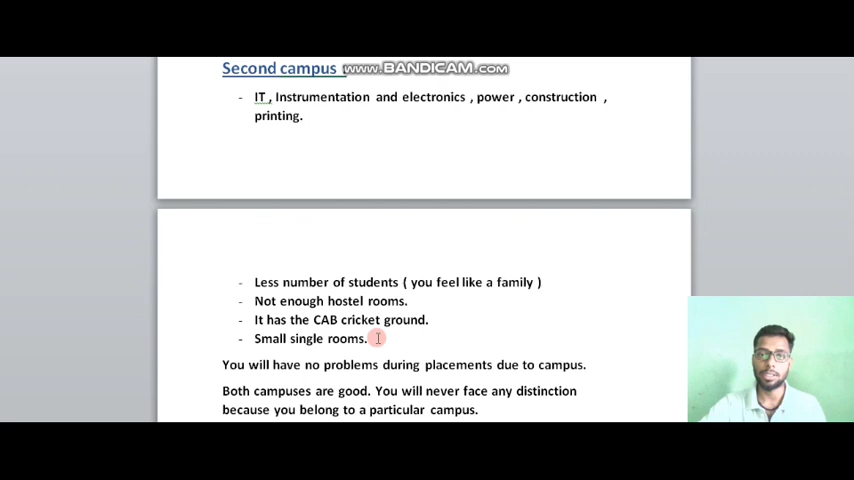 Second campus
www.BANDICAM.com
- IT , Instrumentation and electronics , power , construction ,
printing.
- Less number of students ( you feel like a family )
- Not enough hostel rooms.
- It has the CAB cricket ground.
- Small single rooms.
You will have no problems during placements due to campus.
Both campuses are good. You will never face any distinction
because you belong to a particular campus.